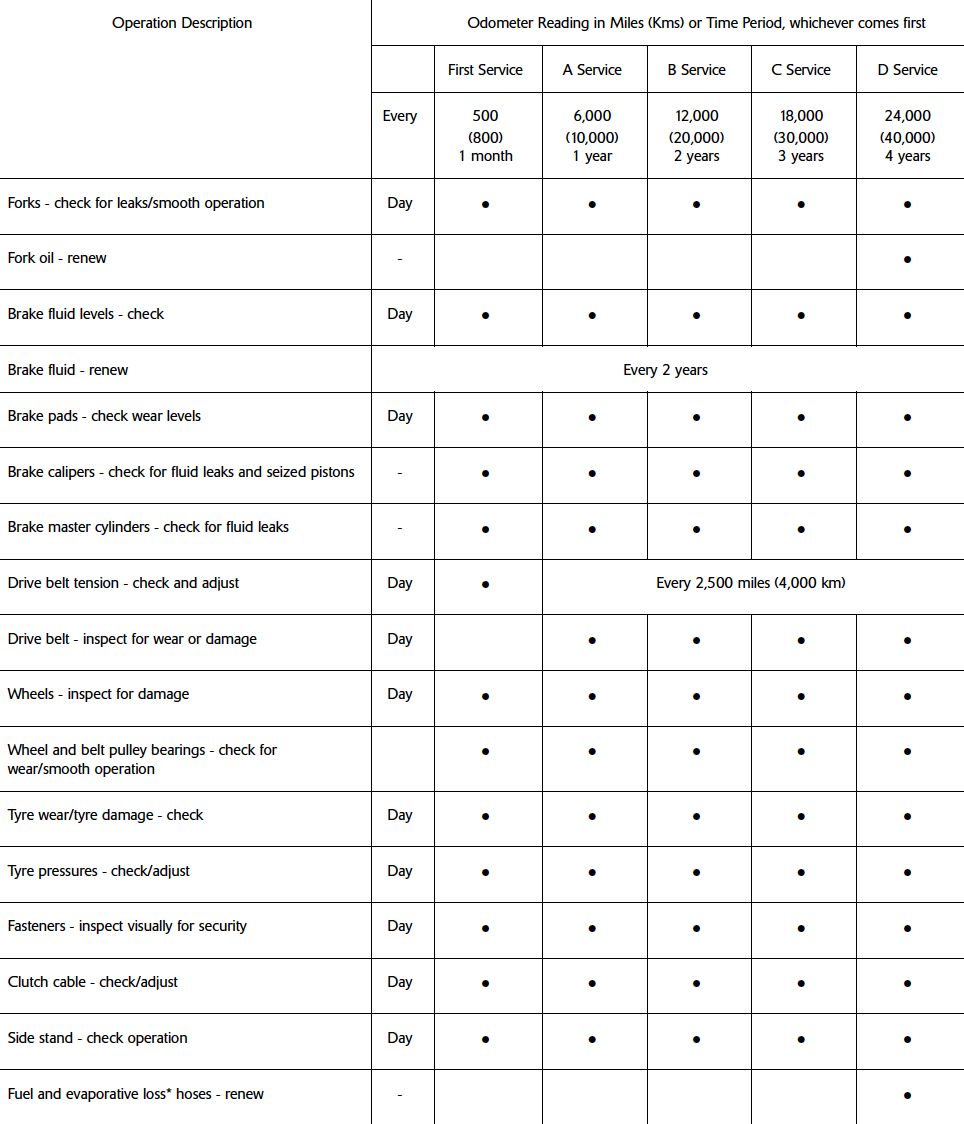 Operation Description Odometer Reading in Miles (Kms) or Time Period, whichever comes first
First Service A Service B Service C Service D Service
Every 500 6,000 12,000 18,000 24,000
(800) (10,000) (20,000) (30,000) (40,000)
1 month 1 year 2 years 3 years 4 years
Forks - check for leaks/smooth operation Day ● ● ● ● ●
Fork oil - renew - ●
Brake fluid levels - check Day ● ● ● ● ●
Brake fluid - renew Every 2 years
Brake pads - check wear levels Day ● ● ● ● ●
Brake calipers - check for fluid leaks and seized pistons - ● ● ● ● ●
Brake master cylinders - check for fluid leaks - ● ● ● ● ●
Drive belt tension - check and adjust Day ● Every 2,500 miles (4,000 km)
Drive belt - inspect for wear or damage Day ● ● ● ●
Wheels - inspect for damage Day ● ● ● ● ●
Wheel and belt pulley bearings - check for ● ● ● ● ●
wear/smooth operation
Tyre wear/tyre damage - check Day ● ● ● ● ●
Tyre pressures - check/adjust Day ● ● ● ● ●
Fasteners - inspect visually for security Day ● ● ● ● ●
Clutch cable - check/adjust Day ● ● ● ● ●
Side stand - check operation Day ● ● ● ● ●
Fuel and evaporative loss* hoses - renew - ●